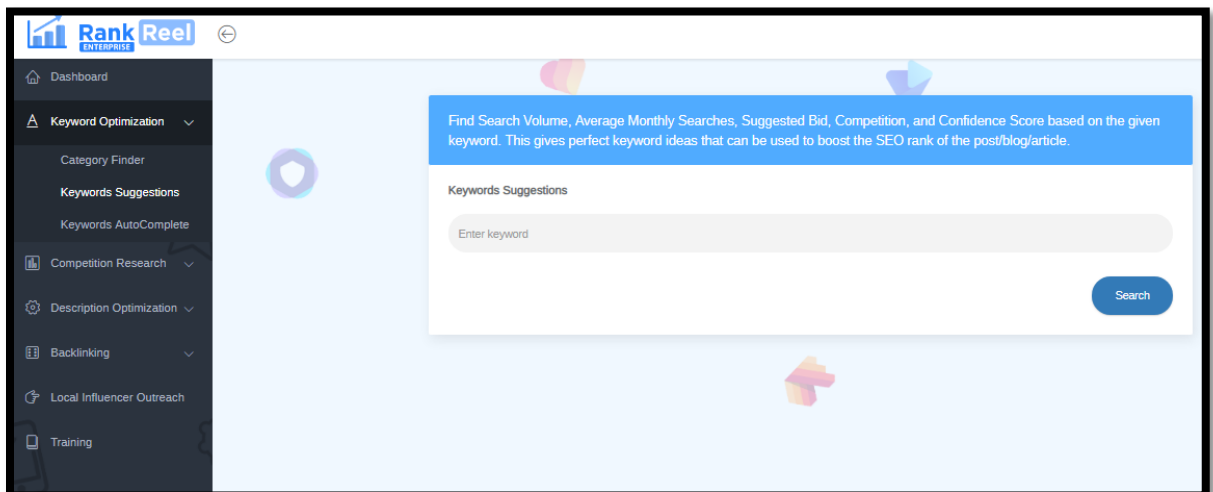 Rank Reel
ENTERPRISE
Dashboard
Keyword Optimization
Category Finder
Keywords Suggestions
Keywords AutoComplete
Competition Research
Description Optimization
Backlinking
Local Influencer Outreach
Training
Find Search Volume, Average Monthly Searches, Suggested Bid, Competition, and Confidence Score based on the given
keyword. This gives perfect keyword ideas that can be used to boost the SEO rank of the post/blog/article.
Keywords Suggestions
Enter keyword
Search